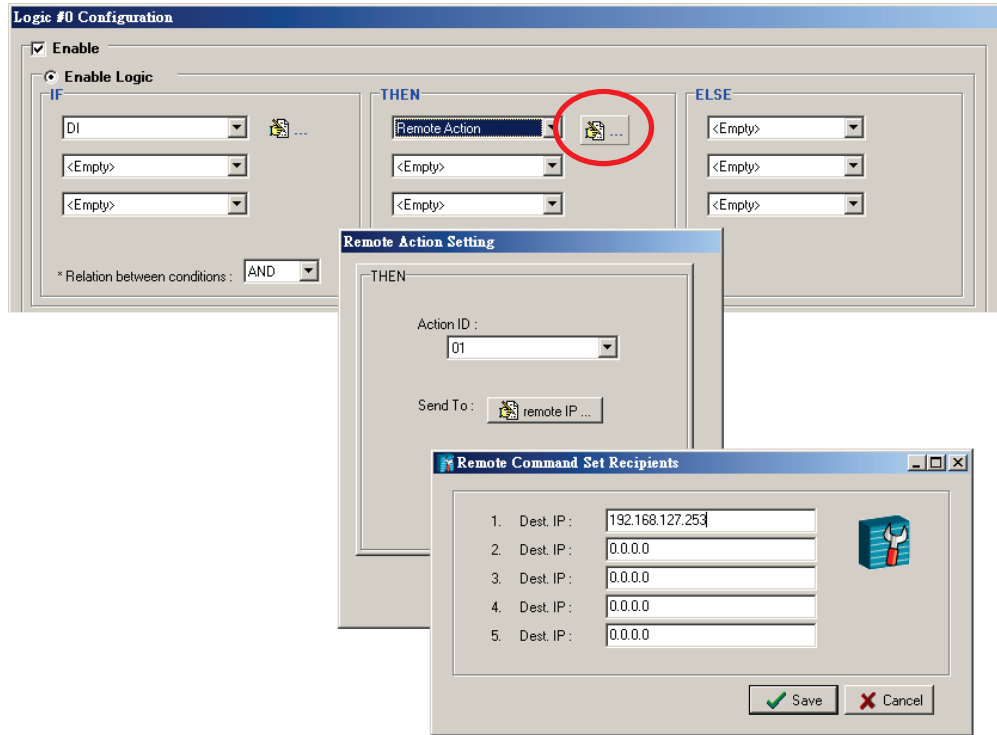 Logic #0 Configuration
Enable
Enable Logic
IF THEN ELSE
DI ... Remote Action ... <Empty>
<Empty> <Empty> <Empty>
<Empty> <Empty> <Empty>
* Relation between conditions : AND
Remote Action Setting
THEN
Action ID :
01
Send To : remote IP ...
Remote Command Set Recipients
1. Dest. IP : 192.168.127.253
2. Dest. IP : 0.0.0.0
3. Dest. IP : 0.0.0.0
4. Dest. IP : 0.0.0.0
5. Dest. IP : 0.0.0.0
Save Cancel